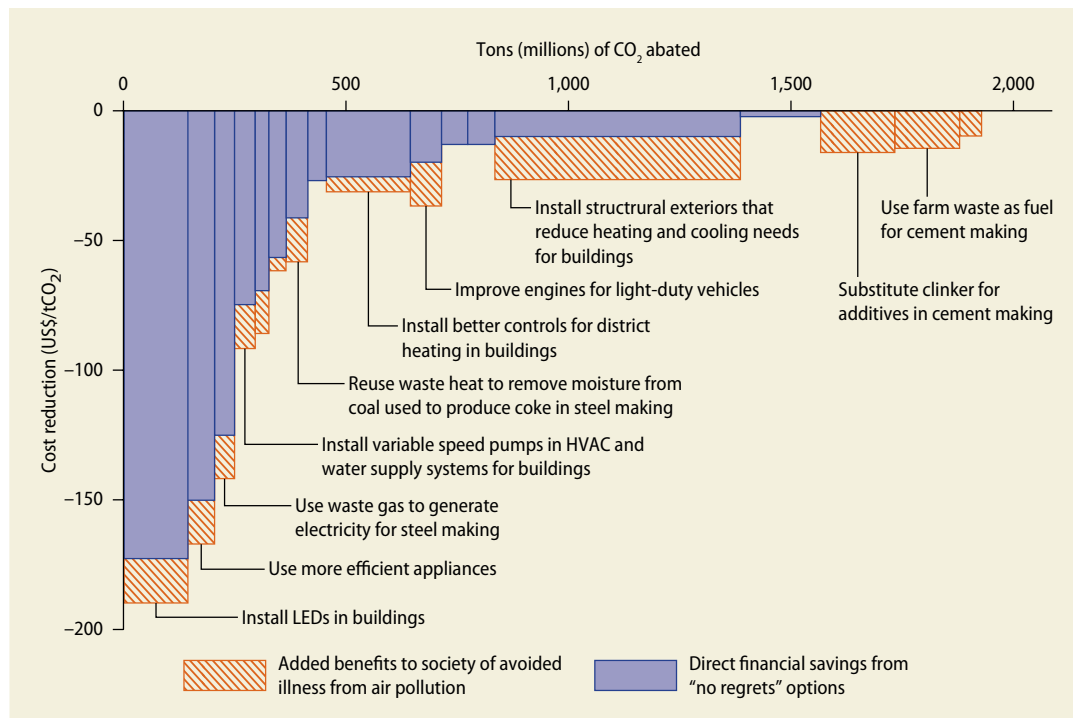 Tons (millions) of CO2 abated
0 500 1,000 1,500 2,000
Cost reduction (US$/tCO2)
0
−50
−100
−150
−200
Install structrural exteriors that
reduce heating and cooling needs
for buildings
Use farm waste as fuel
for cement making
Improve engines for light-duty vehicles
Substitute clinker for
additives in cement making
Install better controls for district
heating in buildings
Reuse waste heat to remove moisture from
coal used to produce coke in steel making
Install variable speed pumps in HVAC and
water supply systems for buildings
Use waste gas to generate
electricity for steel making
Use more efficient appliances
Install LEDs in buildings
Added benefits to society of avoided
illness from air pollution
Direct financial savings from
“no regrets” options